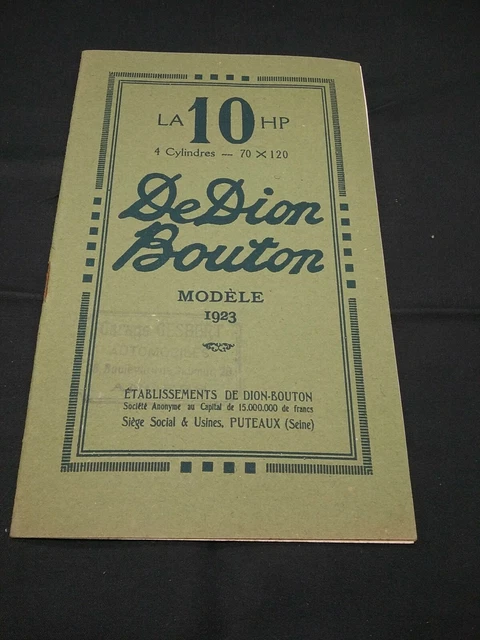 LA 10 HP
4 Cylindres — 70 × 120
De Dion
Bouton
MODÈLE
1923
ÉTABLISSEMENTS DE DION-BOUTON
Société Anonyme au Capital de 15.000.000 de francs
Siège Social & Usines, PUTEAUX (Seine)